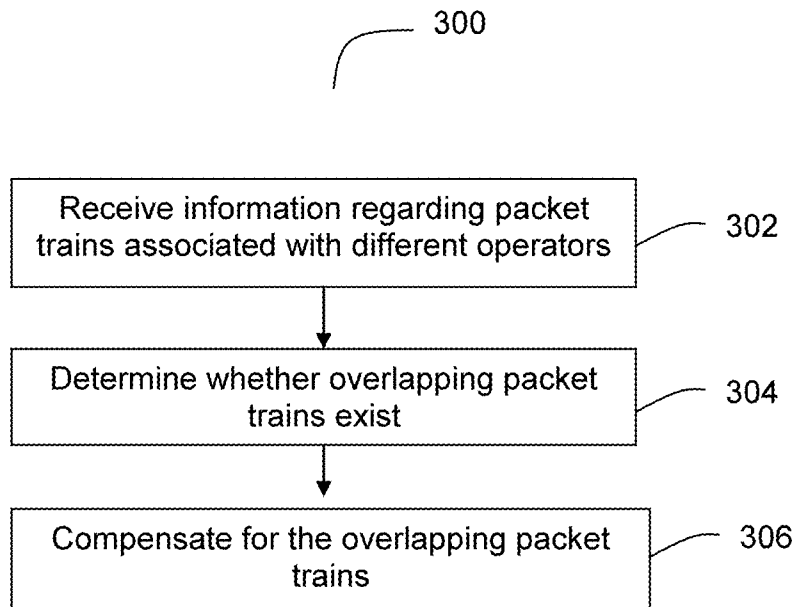 300
Receive information regarding packet
trains associated with different operators
302
Determine whether overlapping packet
trains exist
304
Compensate for the overlapping packet
trains
306